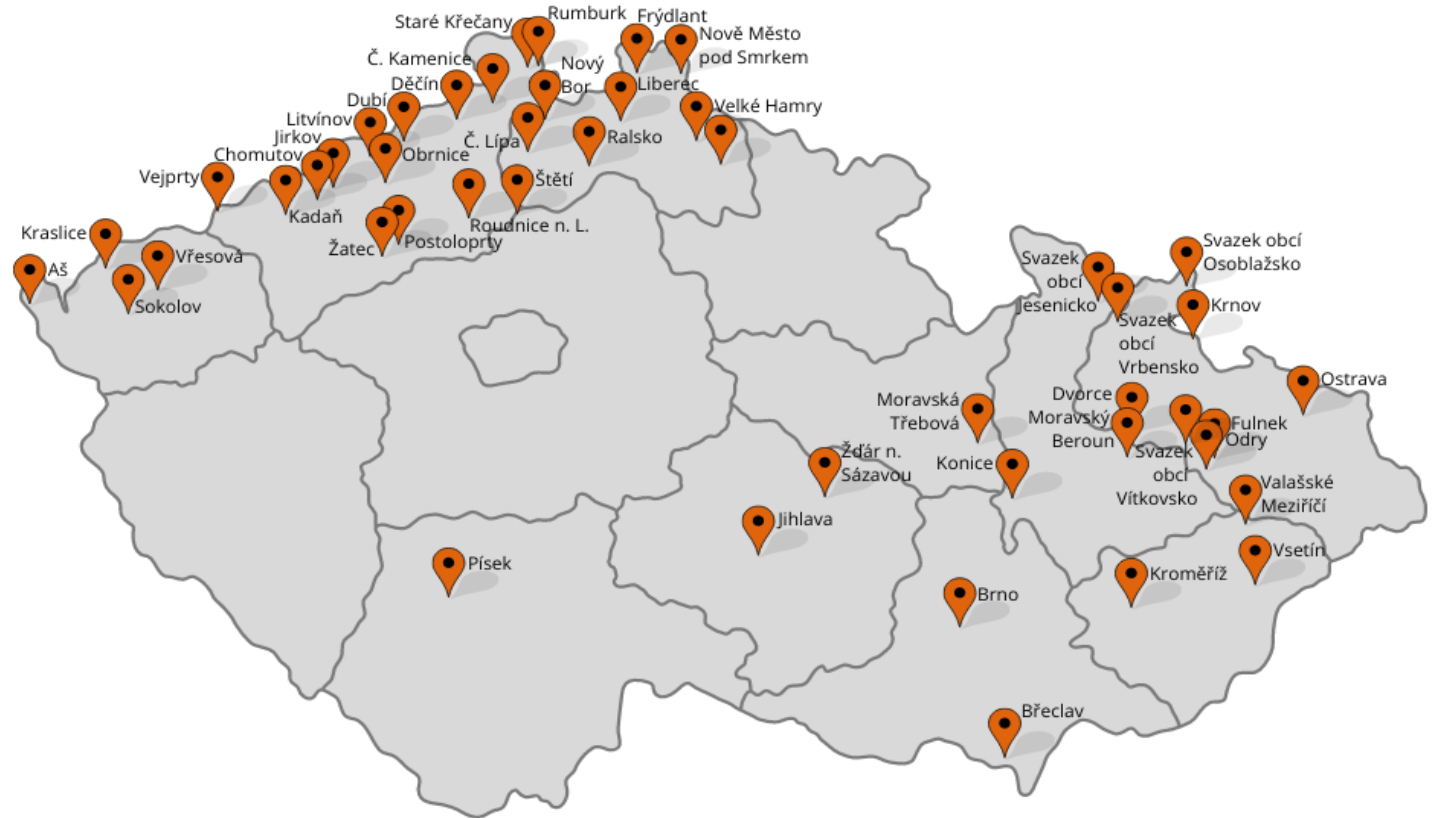 Staré Křečany
Rumburk
Frýdlant
Nově Město
pod Smrkem
Č. Kamenice
Nový
Bor
Děčín
Liberec
Dubí
Velké Hamry
Litvínov
Jirkov
Č. Lípa
Ralsko
Chomutov
Obrnice
Vejprty
Štětí
Kadaň
Roudnice n. L.
Kraslice
Žatec
Postoloprty
Vřesová
Aš
Sokolov
Svazek
obcí
Jesenicko
Svazek obcí
Osoblažsko
Krnov
Svazek
obcí
Vrbensko
Ostrava
Moravská
Třebová
Dvorce
Moravský
Beroun
Fulnek
Odry
Svazek
obcí
Vítkovsko
Žďár n.
Sázavou
Konice
Valašské
Meziříčí
Jihlava
Vsetín
Písek
Kroměříž
Brno
Břeclav